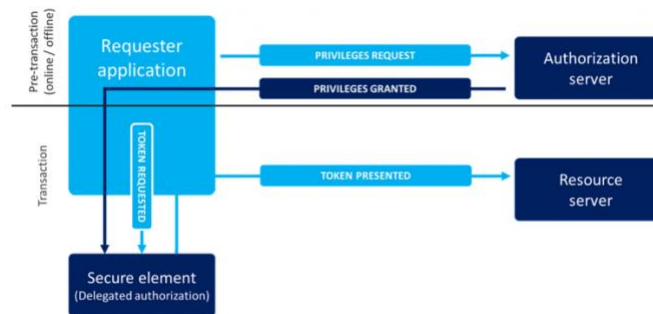 Pre-transaction
(online / offline)
Requester
application
PRIVILEGES REQUEST
Authorization
server
PRIVILEGES GRANTED
Transaction
TOKEN REQUESTED
TOKEN PRESENTED
Resource
server
Secure element
(Delegated authorization)